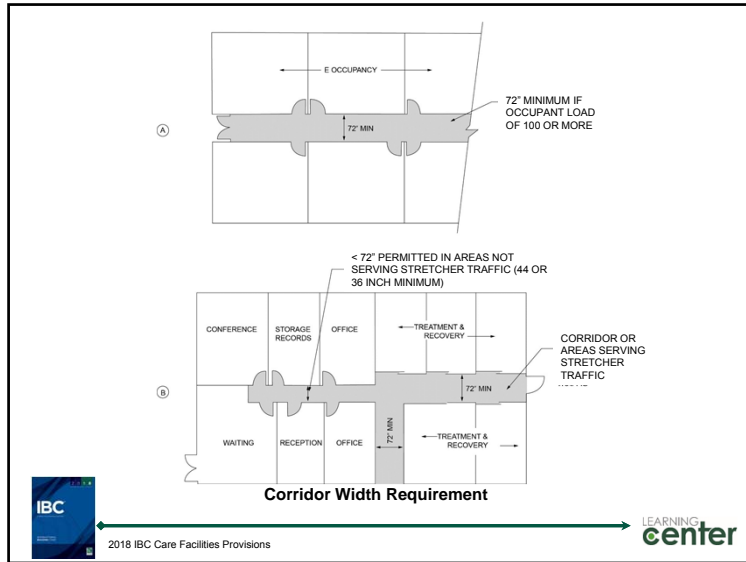 E OCCUPANCY
72" MINIMUM IF
OCCUPANT LOAD
OF 100 OR MORE
A
72" MIN
< 72" PERMITTED IN AREAS NOT
SERVING STRETCHER TRAFFIC (44 OR
36 INCH MINIMUM)
CONFERENCE
STORAGE
RECORDS
OFFICE
TREATMENT &
RECOVERY
CORRIDOR OR
AREAS SERVING
STRETCHER
TRAFFIC
B
72" MIN
72" MIN
WAITING
RECEPTION
OFFICE
TREATMENT &
RECOVERY
Corridor Width Requirement
IBC
2018 IBC Care Facilities Provisions
LEARNING
center